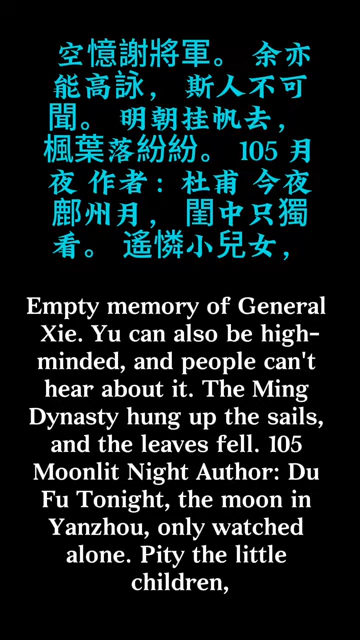 空憶謝將軍。 余亦
能高詠， 斯人不可
聞。 明朝挂帆去，
楓葉落紛紛。 105 月
夜 作者： 杜甫 今夜
鄜州月， 閨中只獨
看。 遙憐小兒女，
Empty memory of General
Xie. Yu can also be high-
minded, and people can't
hear about it. The Ming
Dynasty hung up the sails,
and the leaves fell. 105
Moonlit Night Author: Du
Fu Tonight, the moon in
Yanzhou, only watched
alone. Pity the little
children,